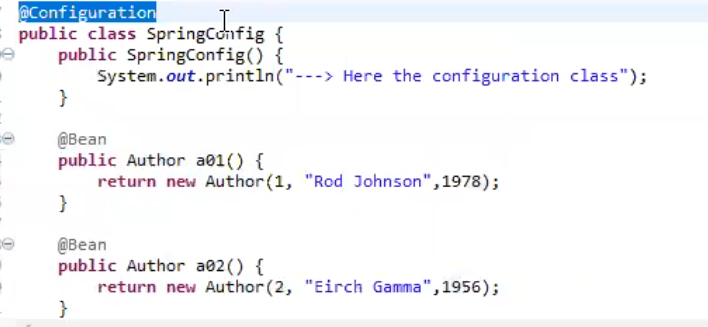 @Configuration
public class SpringConfig {
public SpringConfig() {
System.out.println("---> Here the configuration class");
}
@Bean
public Author a01() {
return new Author(1, "Rod Johnson",1978);
}
@Bean
public Author a02() {
return new Author(2, "Eirch Gamma",1956);
}